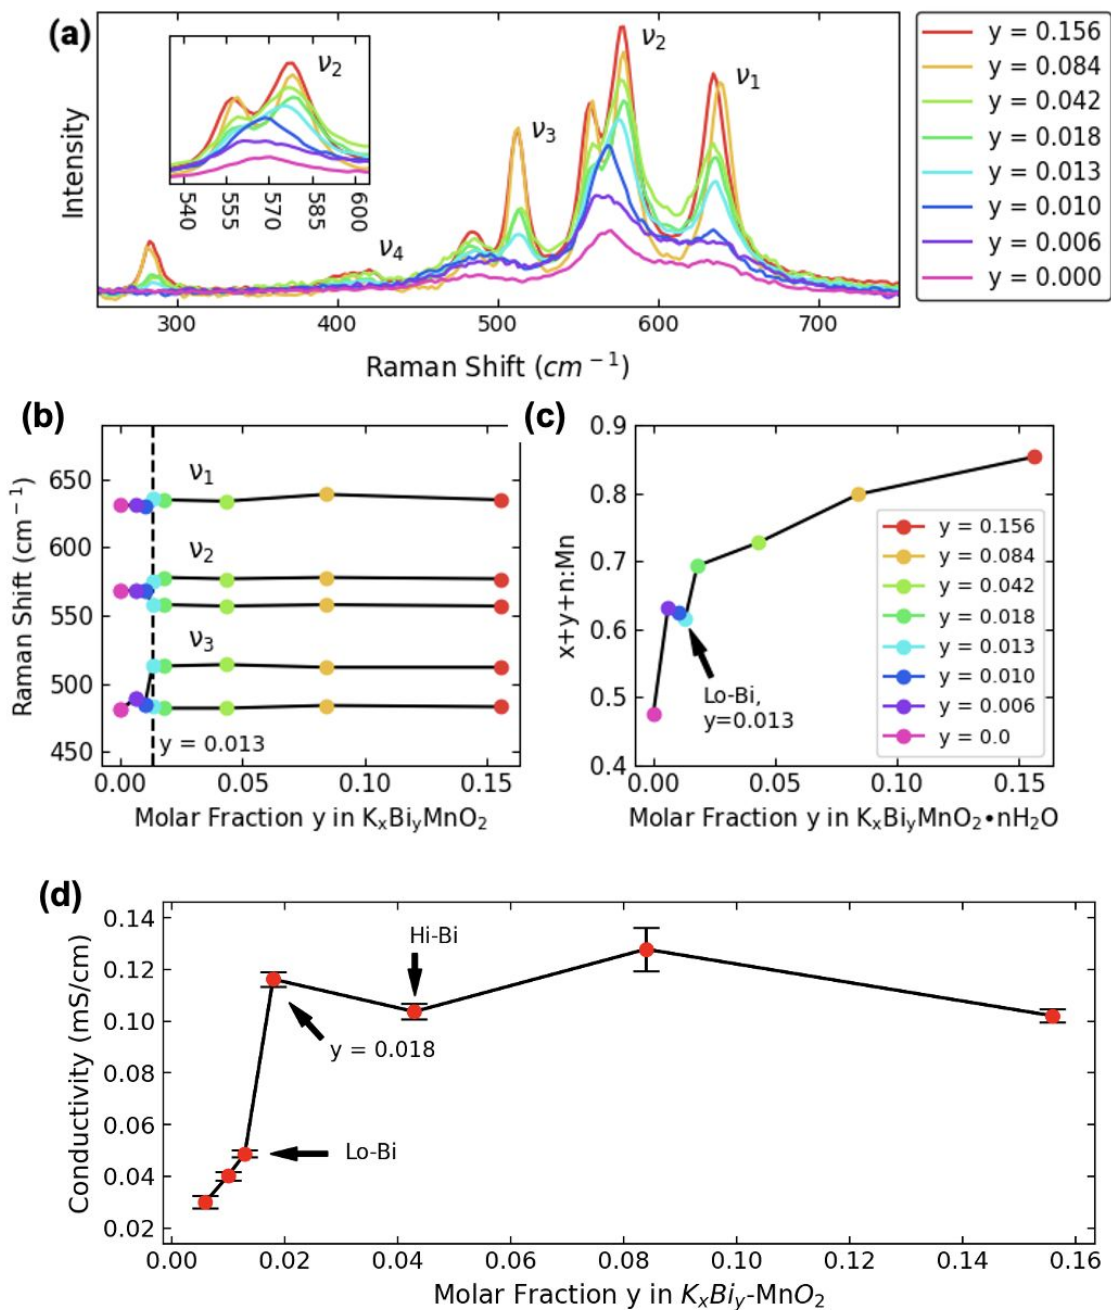 (a)
ν₂
540 555 570 585 600
ν₄
ν₃
ν₂
ν₁
Intensity
300 400 500 600 700
Raman Shift (cm⁻¹)
y = 0.156
y = 0.084
y = 0.042
y = 0.018
y = 0.013
y = 0.010
y = 0.006
y = 0.000
(b)
Raman Shift (cm⁻¹)
650
600
550
500
450
ν₁
ν₂
ν₃
y = 0.013
0.00 0.05 0.10 0.15
Molar Fraction y in KₓBiᵧMnO₂
(c)
x+y+n:Mn
0.9
0.8
0.7
0.6
0.5
0.4
Lo-Bi,
y=0.013
y = 0.156
y = 0.084
y = 0.042
y = 0.018
y = 0.013
y = 0.010
y = 0.006
y = 0.0
0.00 0.05 0.10 0.15
Molar Fraction y in KₓBiᵧMnO₂•nH₂O
(d)
Conductivity (mS/cm)
0.14
0.12
0.10
0.08
0.06
0.04
0.02
Hi-Bi
y = 0.018
Lo-Bi
0.00 0.02 0.04 0.06 0.08 0.10 0.12 0.14 0.16
Molar Fraction y in KₓBiᵧ-MnO₂